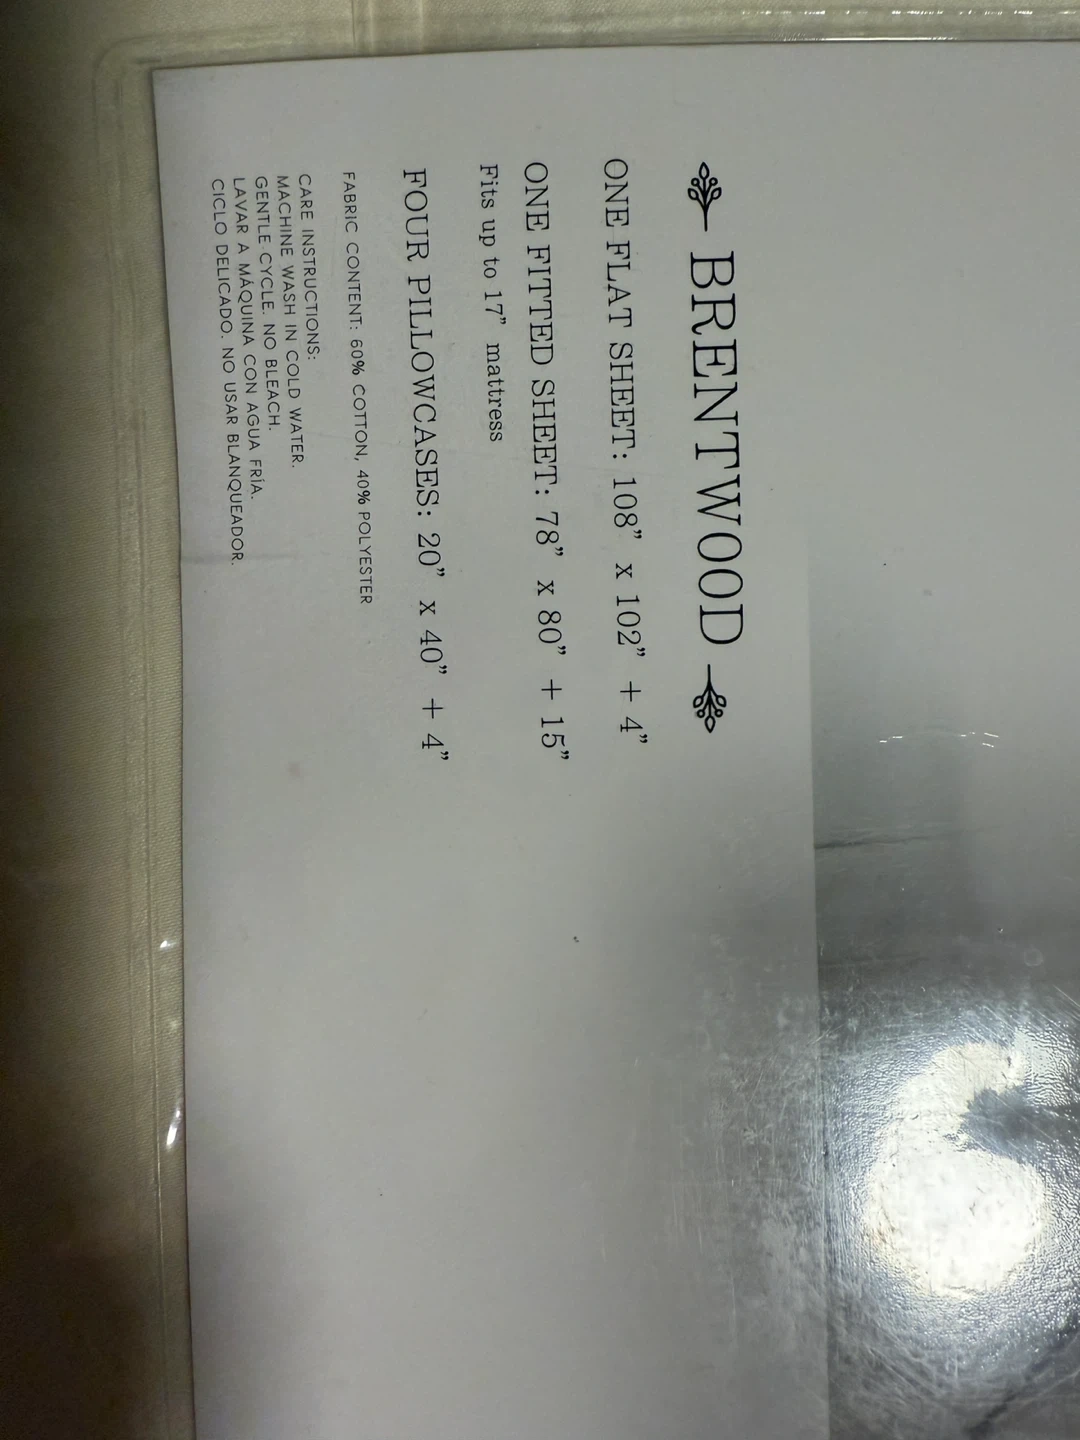 BRENTWOOD
ONE FLAT SHEET: 108” x 102” + 4”
ONE FITTED SHEET: 78” x 80” + 15”
Fits up to 17” mattress
FOUR PILLOWCASES: 20” x 40” + 4”
FABRIC CONTENT: 60% COTTON, 40% POLYESTER
CARE INSTRUCTIONS:
MACHINE WASH IN COLD WATER.
GENTLE CYCLE. NO BLEACH.
LAVAR A MÁQUINA CON AGUA FRÍA.
CICLO DELICADO. NO USAR BLANQUEADOR.